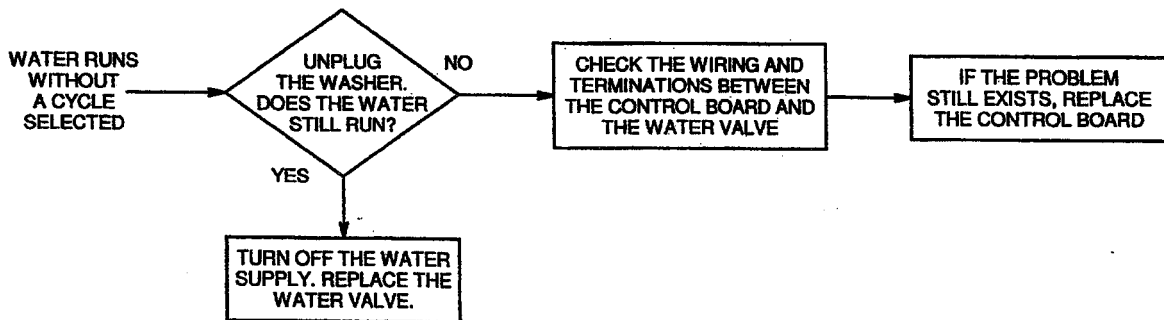 WATER RUNS
WITHOUT
A CYCLE
SELECTED
UNPLUG
THE WASHER.
DOES THE WATER
STILL RUN?
NO
CHECK THE WIRING AND
TERMINATIONS BETWEEN
THE CONTROL BOARD AND
THE WATER VALVE
IF THE PROBLEM
STILL EXISTS, REPLACE
THE CONTROL BOARD
YES
TURN OFF THE WATER
SUPPLY. REPLACE THE
WATER VALVE.